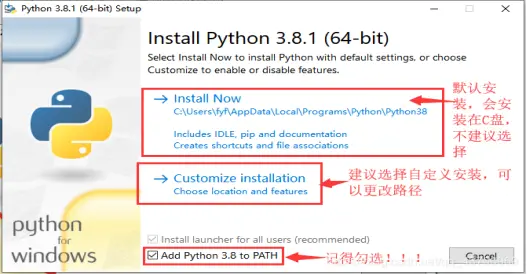 Python 3.8.1 (64-bit) Setup
Install Python 3.8.1 (64-bit)
Select Install Now to install Python with default settings, or choose
Customize to enable or disable features.
Install Now
C:\Users\fyf\AppData\Local\Programs\Python\Python38
Includes IDLE, pip and documentation
Creates shortcuts and file associations
默认安
装，会安
装在C盘，
不建议选
择
Customize installation
Choose location and features
建议选择自定义安装，可
以更改路径
python
for
windows
Install launcher for all users (recommended)
Add Python 3.8 to PATH
记得勾选！！！
Cancel